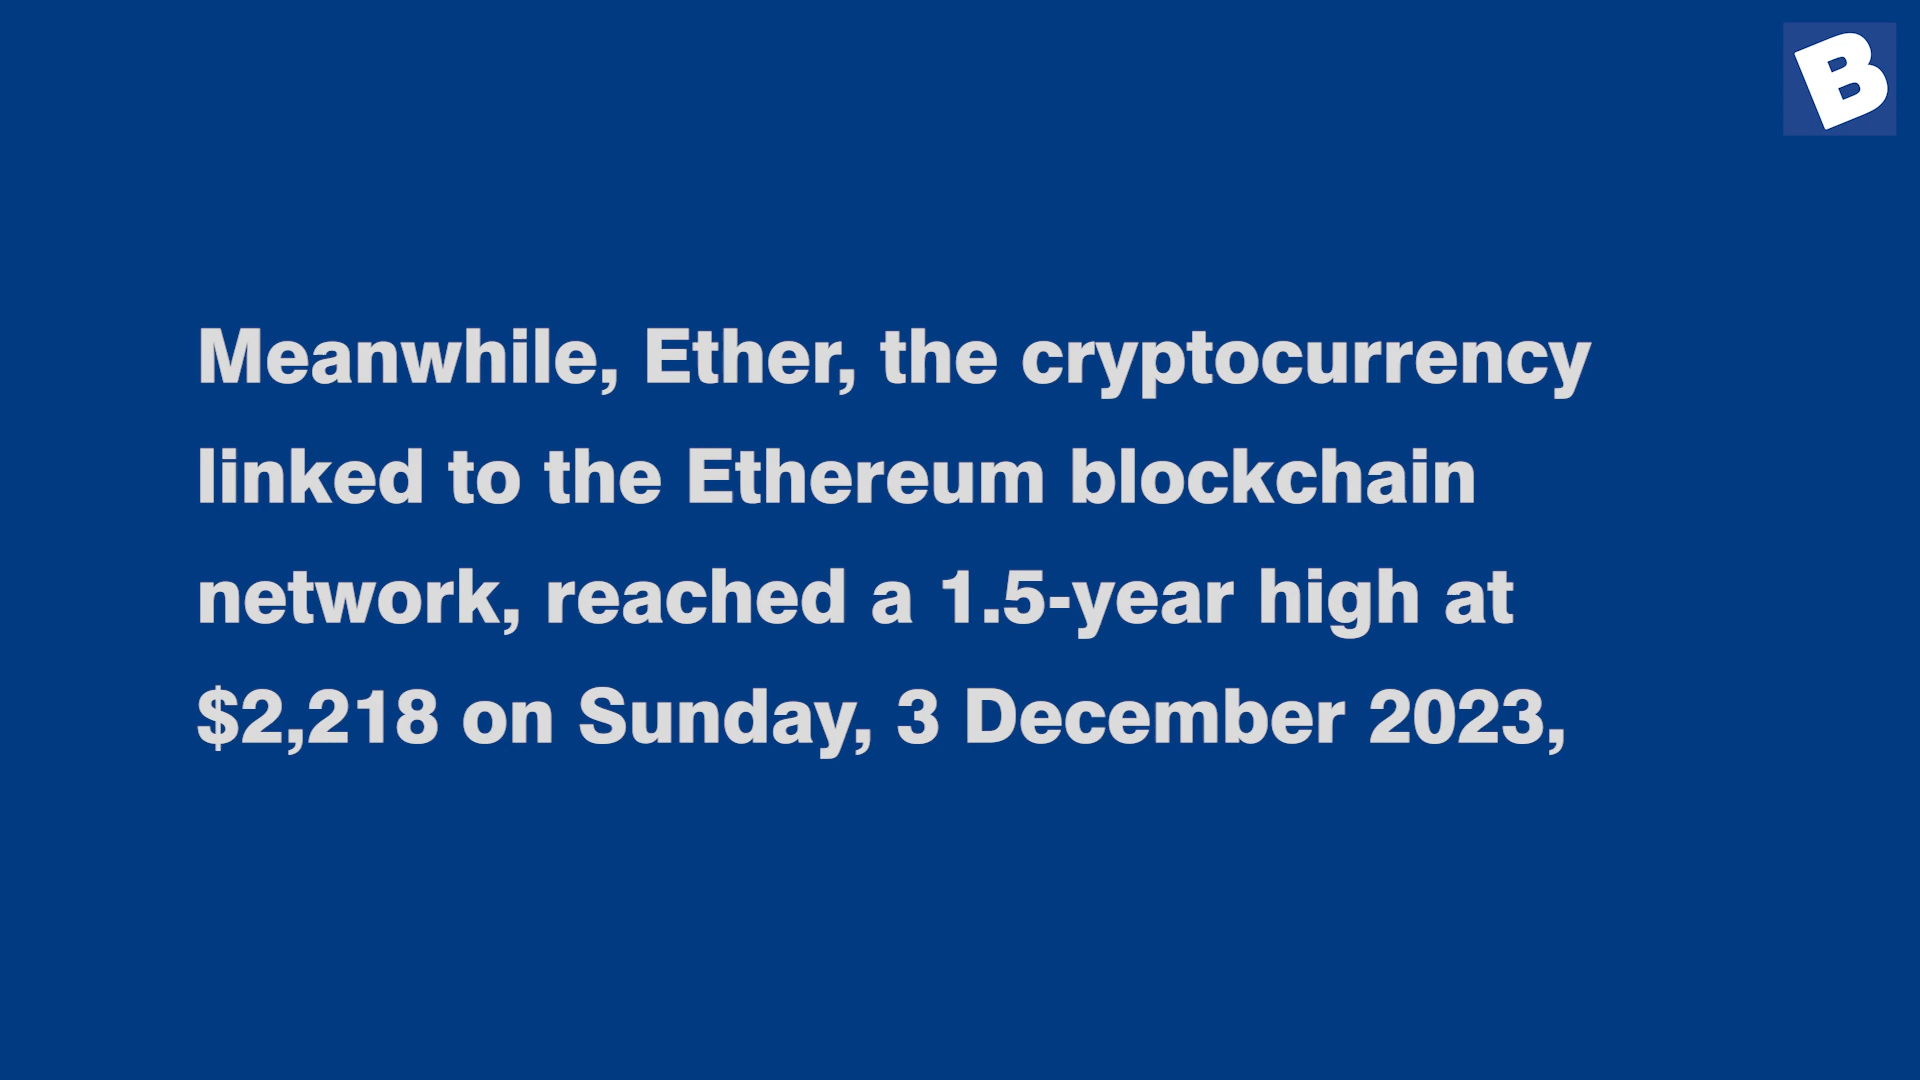 B
Meanwhile, Ether, the cryptocurrency
linked to the Ethereum blockchain
network, reached a 1.5-year high at
$2,218 on Sunday, 3 December 2023,